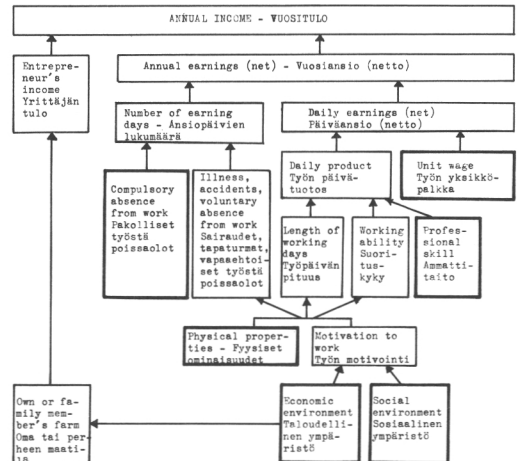 ANNUAL INCOME - VUOSITULO
Entrepre-
neur's
income
Yrittäjän
tulo
Annual earnings (net) - Vuosiansio (netto)
Number of earning
days - Ansiopäivien
lukumäärä
Daily earnings (net)
Päiväansio (netto)
Compulsory
absence
from work
Pakolliset
työstä
poissaolot
Illness,
accidents,
voluntary
absence
from work
Sairaudet,
tapaturmat,
vapaaehtoi-
set työstä
poissaolot
Daily product
Työn päivä-
tuotos
Unit wage
Työn yksikkö-
palkka
Length of
working
days
Työpäivän
pituus
Working
ability
Suori-
tus-
kyky
Profes-
sional
skill
Ammatti-
taito
Physical proper-
ties - Fyysiset
ominaisuudet
Motivation to
work
Työn motivointi
Own or fa-
mily mem-
ber's farm
Oma tai per-
heen maati-
la
Economic
environment
Taloudelli-
nen ympä-
ristö
Social
environment
Sosiaalinen
ympäristö